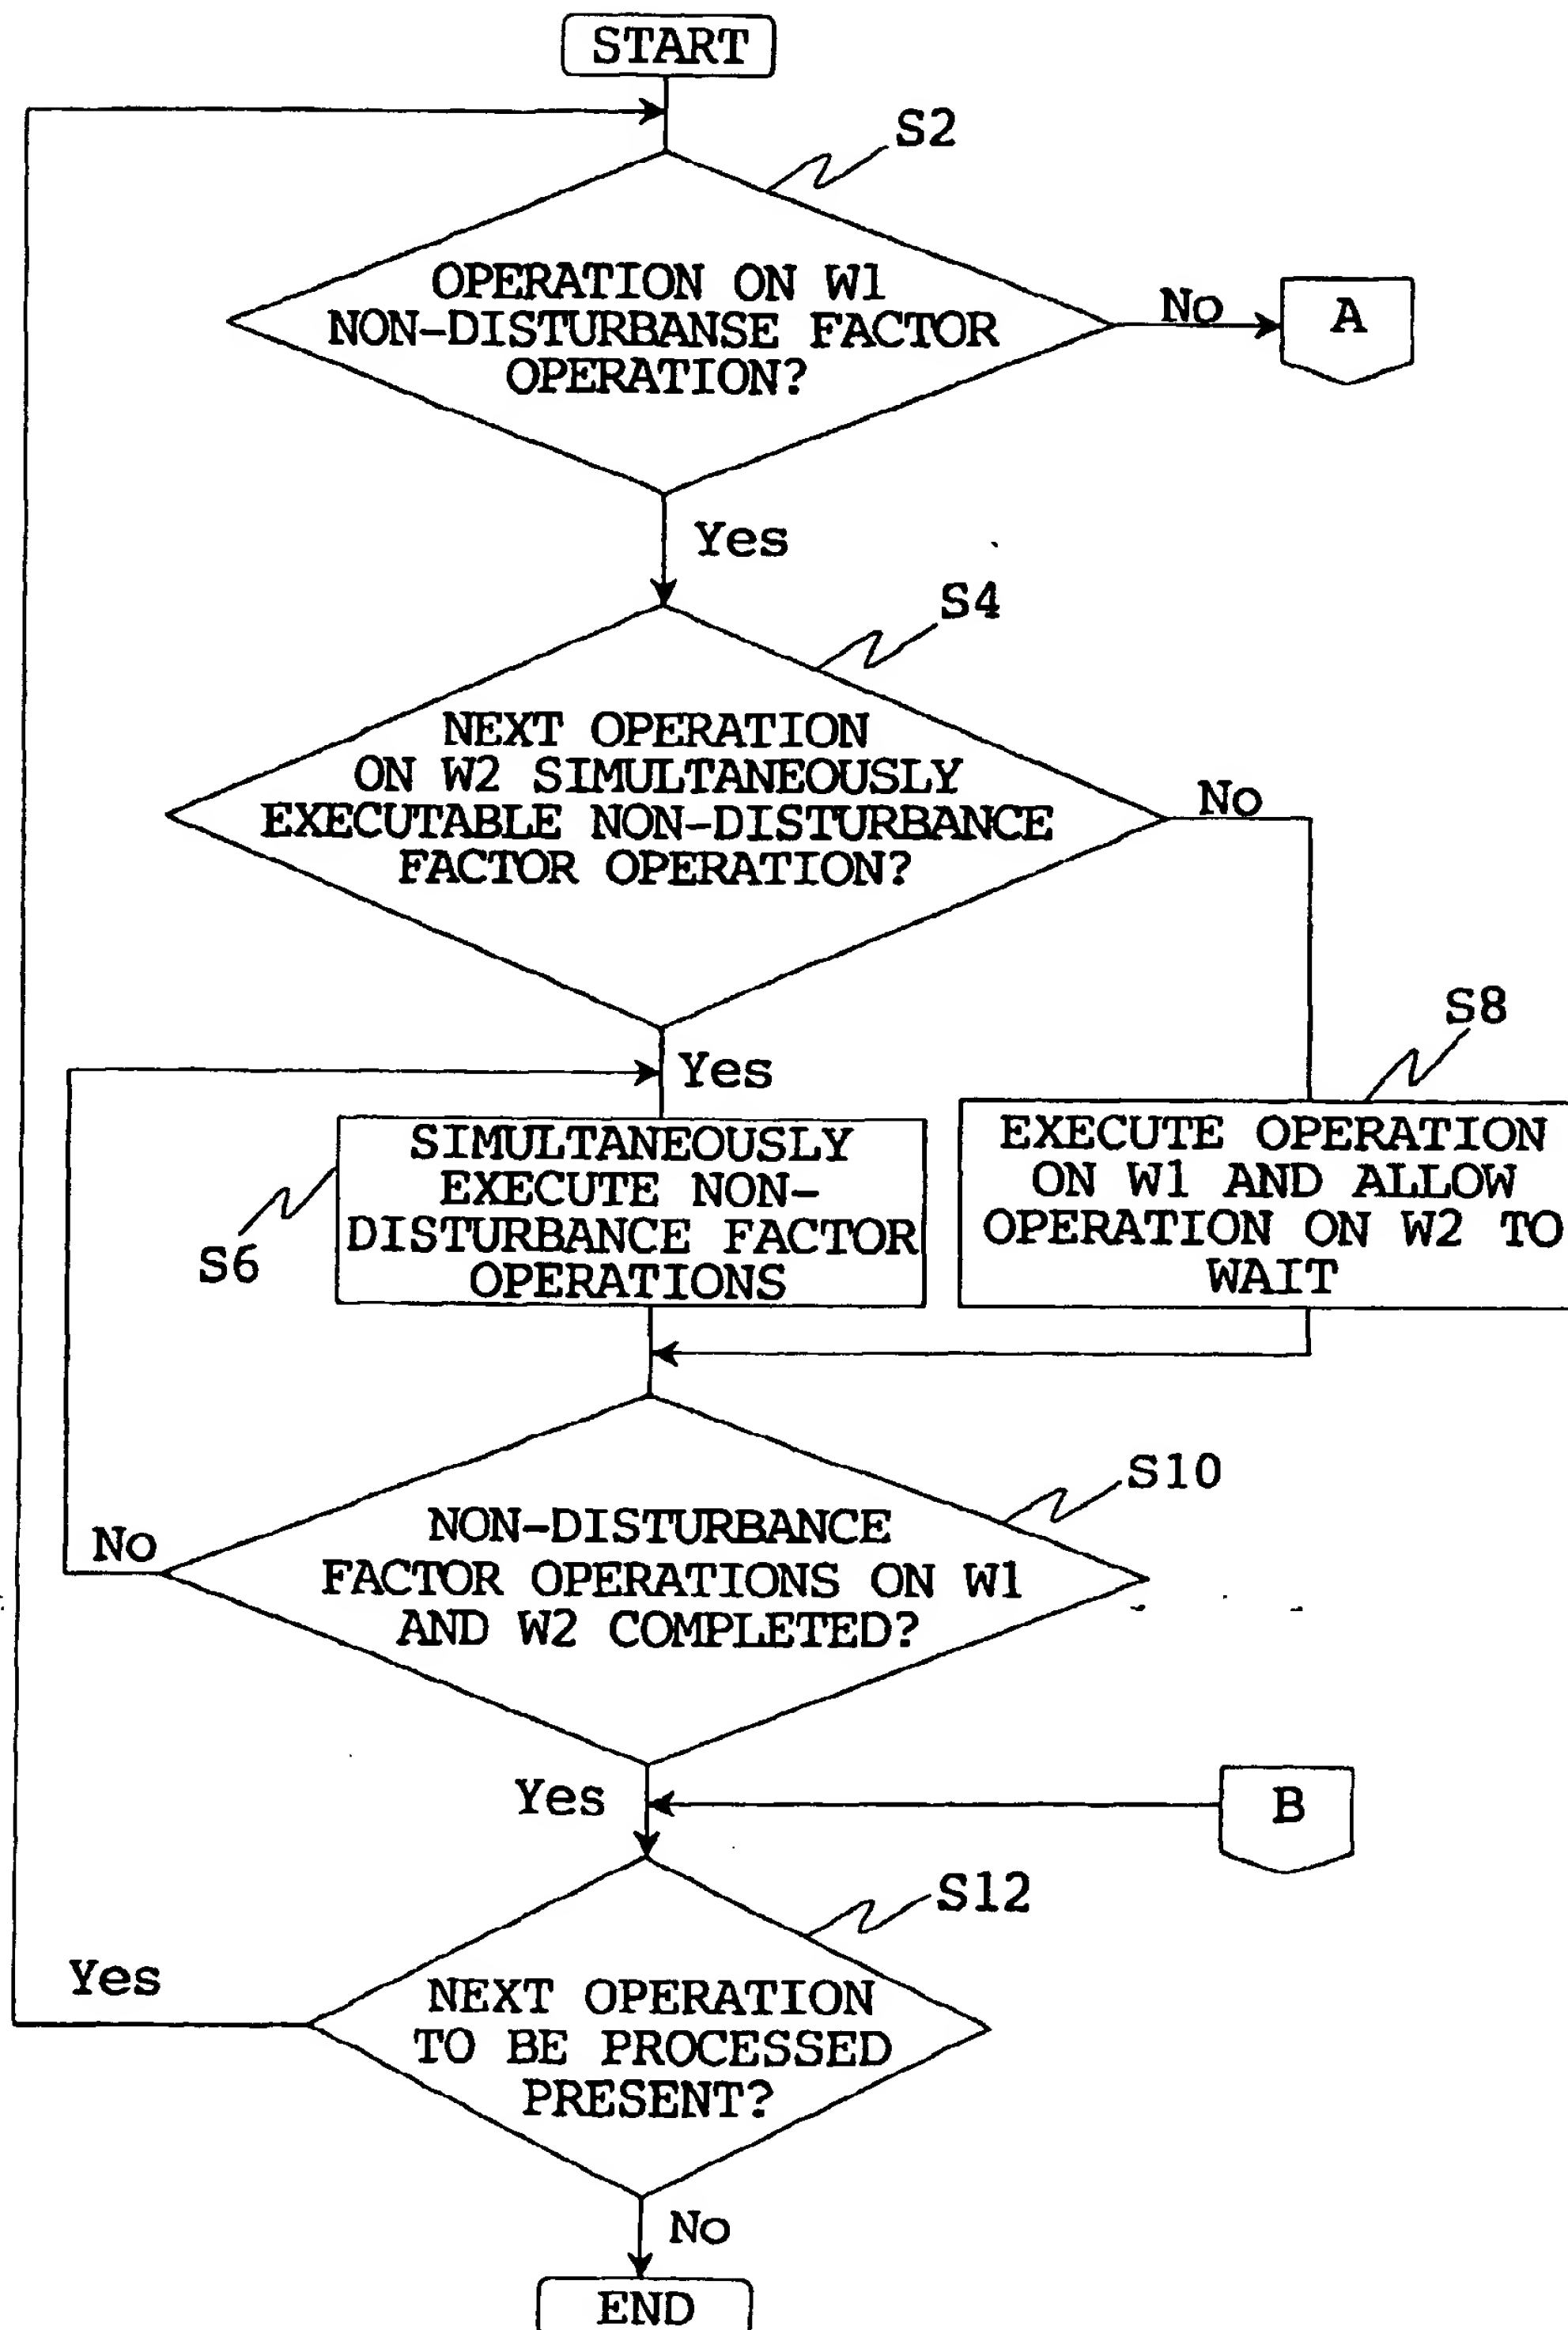 START
S2
OPERATION ON W1
NON-DISTURBANSE FACTOR
OPERATION?
No
A
Yes
S4
NEXT OPERATION
ON W2 SIMULTANEOUSLY
EXECUTABLE NON-DISTURBANCE
FACTOR OPERATION?
No
Yes
S8
SIMULTANEOUSLY
EXECUTE NON-
DISTURBANCE FACTOR
OPERATIONS
S6
EXECUTE OPERATION
ON W1 AND ALLOW
OPERATION ON W2 TO
WAIT
S10
NON-DISTURBANCE
FACTOR OPERATIONS ON W1
AND W2 COMPLETED?
No
Yes
B
S12
NEXT OPERATION
TO BE PROCESSED
PRESENT?
Yes
No
END